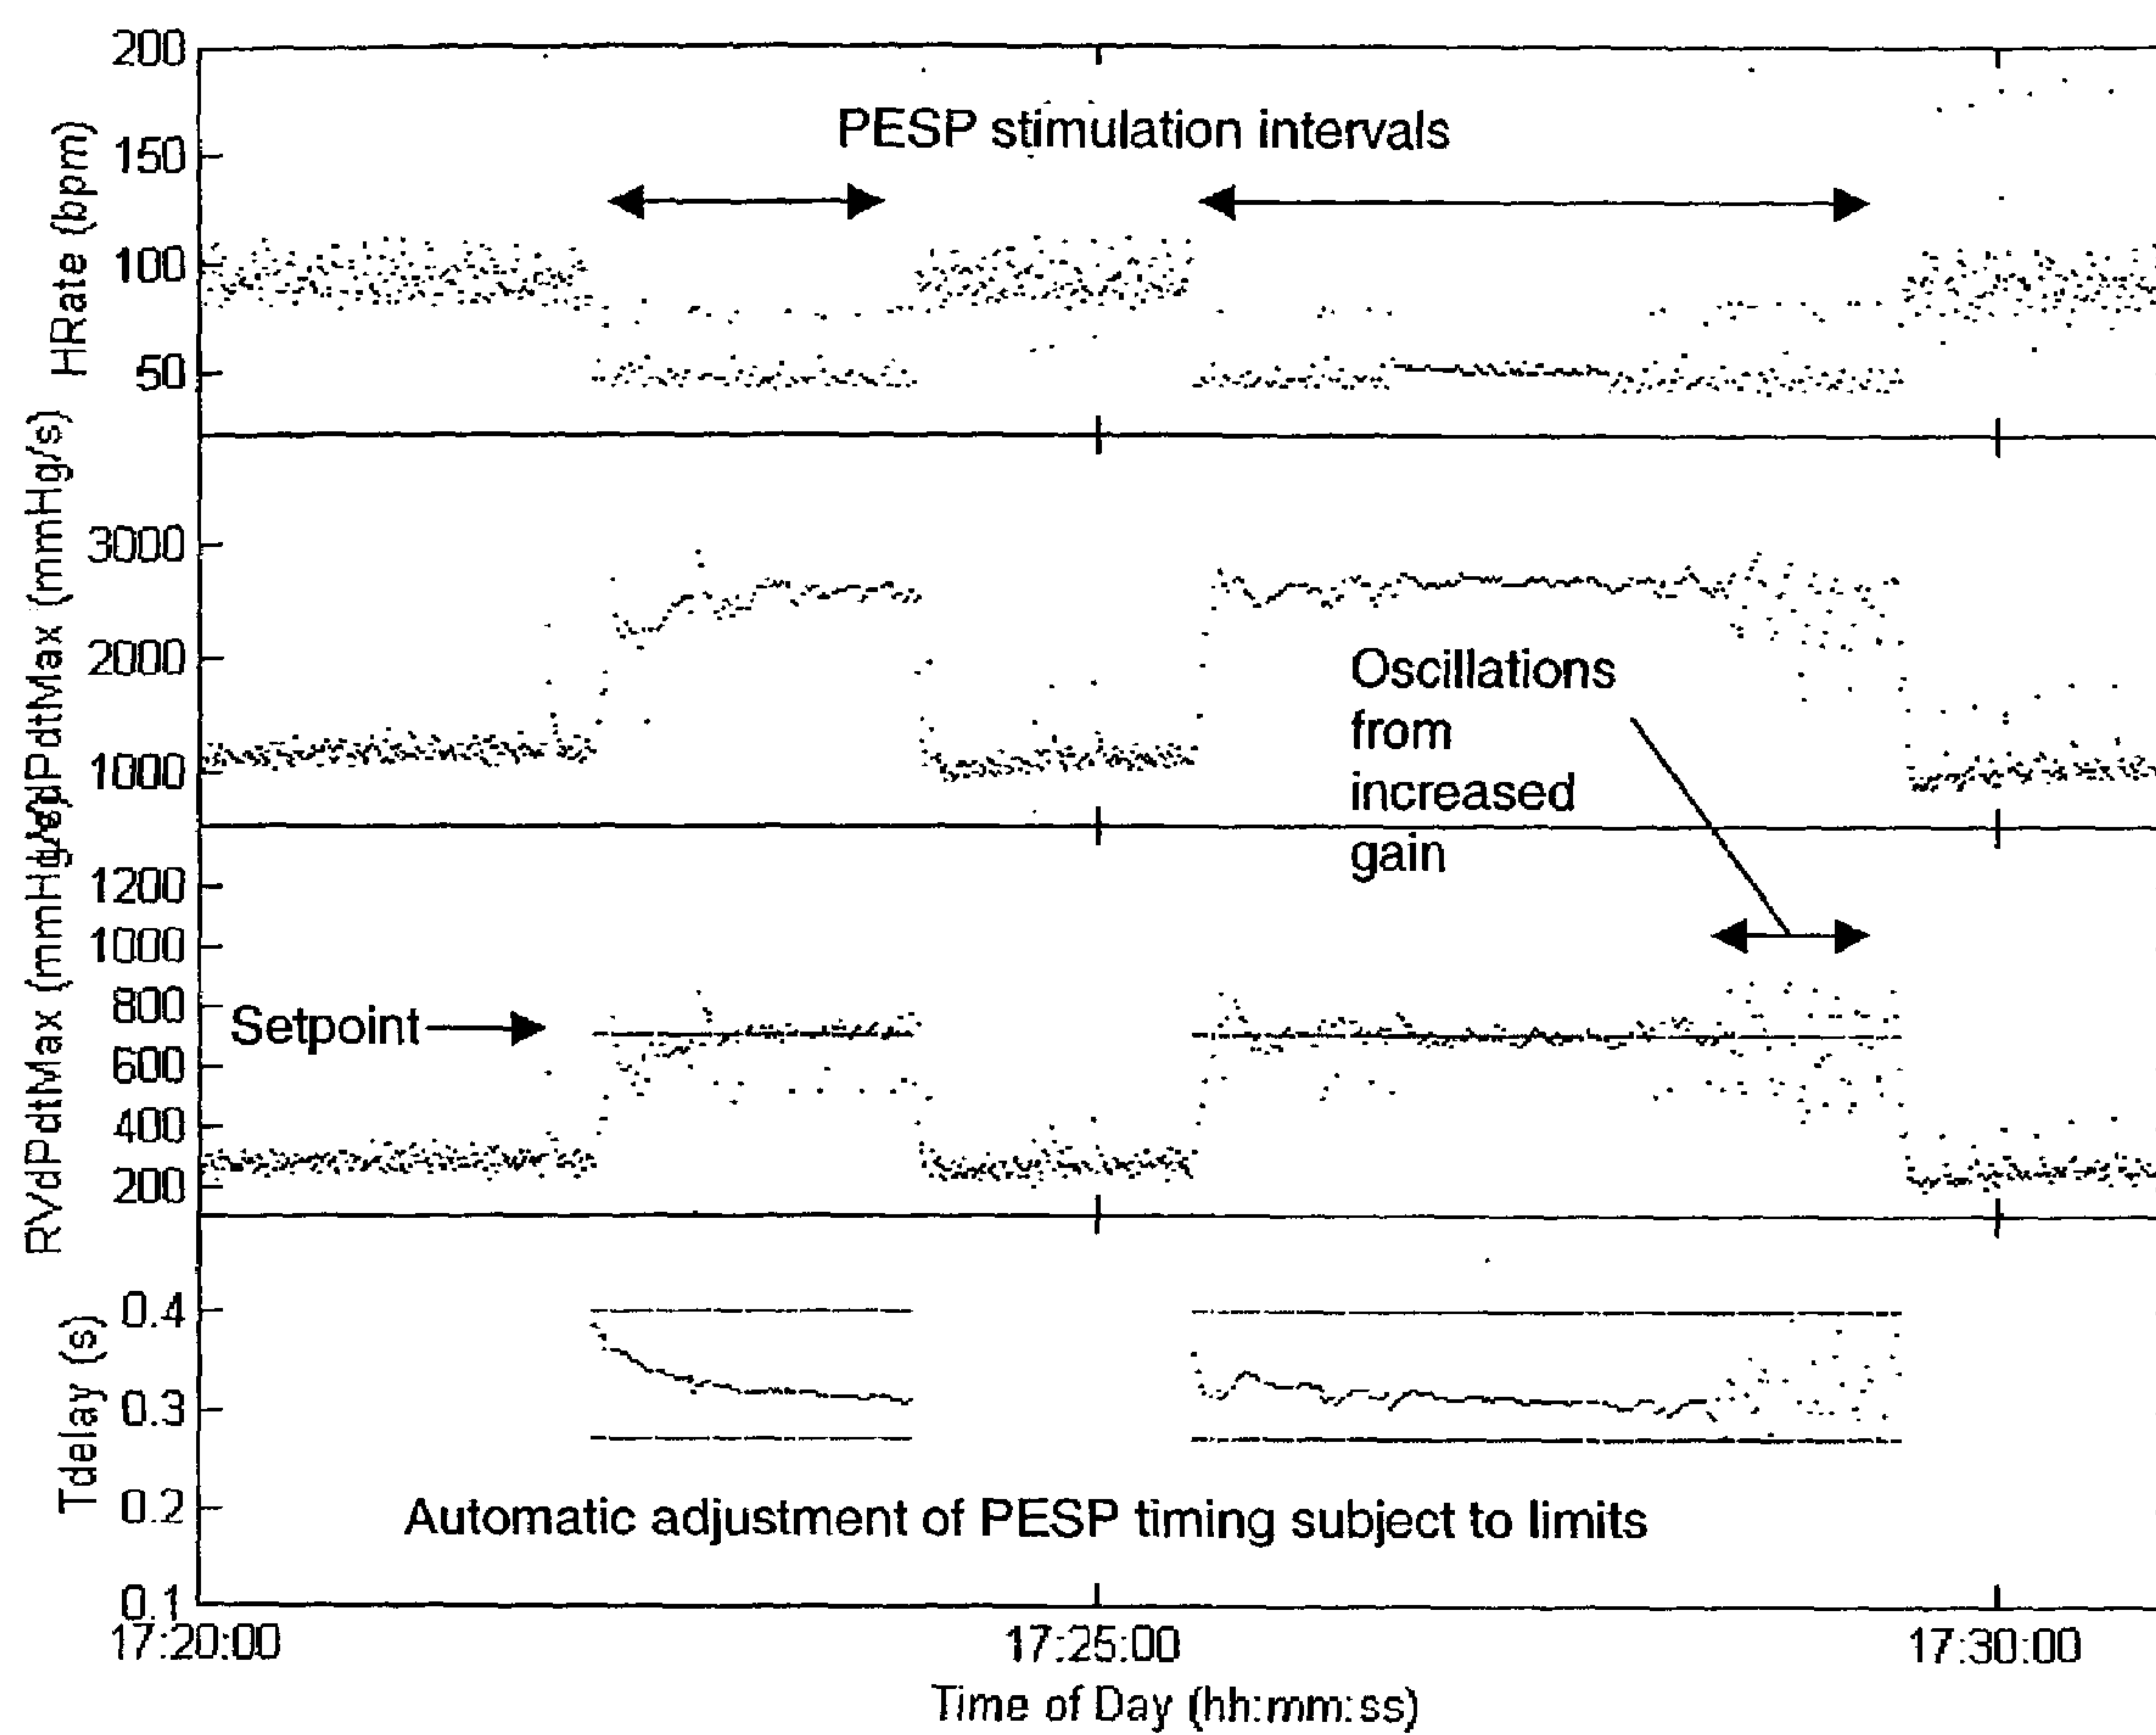 200
PESP stimulation intervals
150
100
50
HRate (bpm)
3000
2000
1000
dPdtMax (mmHg/s)
Oscillations
from
increased
gain
1200
1000
800
Setpoint
600
400
200
RVdPdtMax (mmHg/s)
0.4
0.3
0.2
0.1
Tdelay (s)
Automatic adjustment of PESP timing subject to limits
17:20:00
17:25:00
17:30:00
Time of Day (hh:mm:ss)